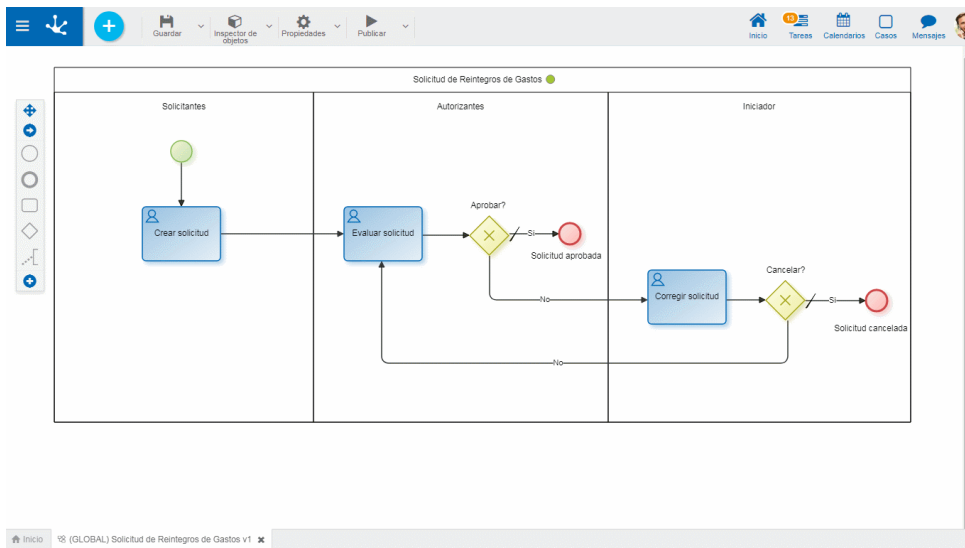 Guardar
Inspector de
objetos
Propiedades
Publicar
Inicio
13
Tareas
Calendarios
Casos
Mensajes
Solicitud de Reintegros de Gastos
Solicitantes
Autorizantes
Iniciador
Crear solicitud
Evaluar solicitud
Aprobar?
Si
Solicitud aprobada
No
Corregir solicitud
Cancelar?
Si
Solicitud cancelada
No
Inicio
(GLOBAL) Solicitud de Reintegros de Gastos v1